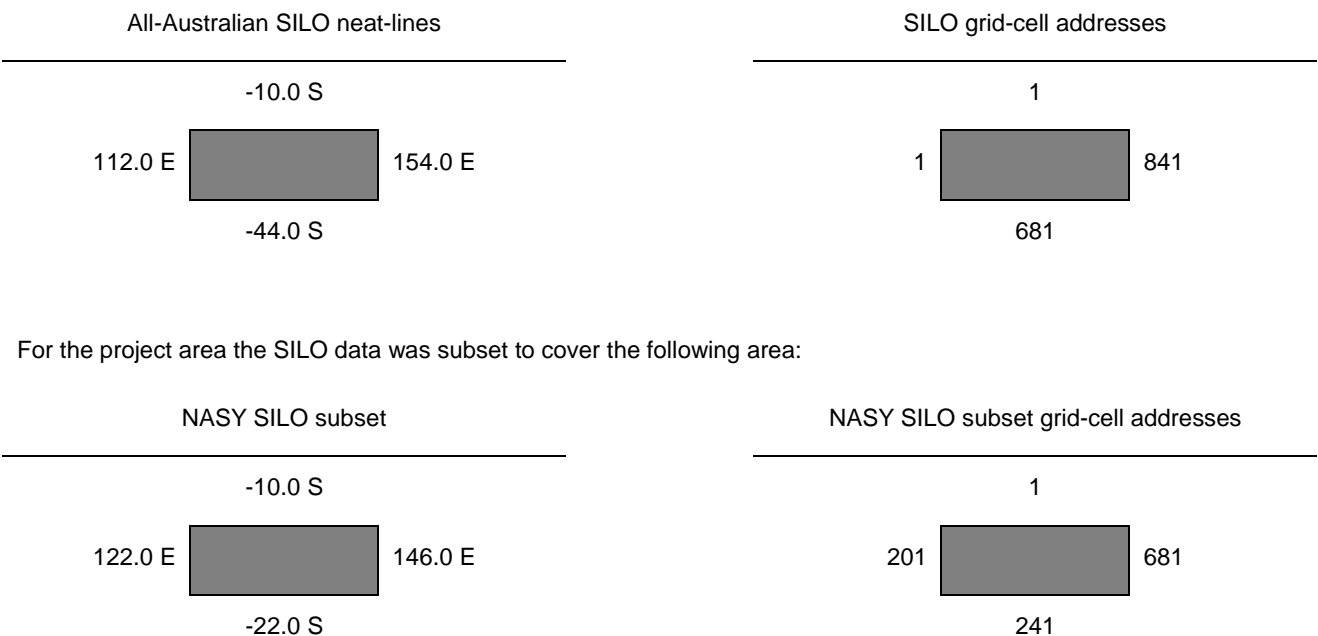 All-Australian SILO neat-lines
SILO grid-cell addresses
-10.0 S
1
112.0 E
154.0 E
1
841
-44.0 S
681
For the project area the SILO data was subset to cover the following area:
NASY SILO subset
NASY SILO subset grid-cell addresses
-10.0 S
1
122.0 E
146.0 E
201
681
-22.0 S
241